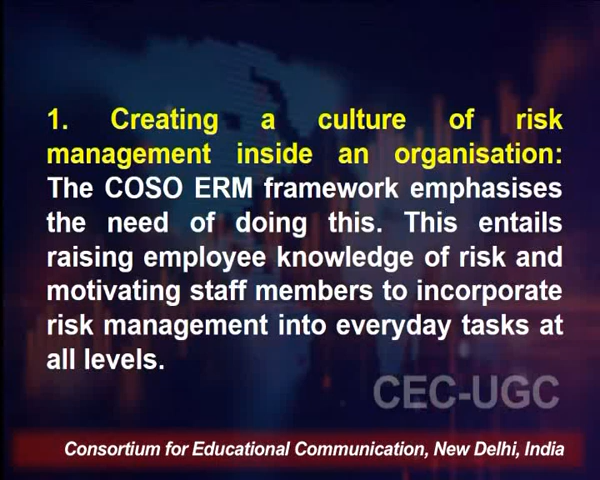 1. Creating a culture of risk
management inside an organisation:
The COSO ERM framework emphasises
the need of doing this. This entails
raising employee knowledge of risk and
motivating staff members to incorporate
risk management into everyday tasks at
all levels.
CEC-UGC
Consortium for Educational Communication, New Delhi, India